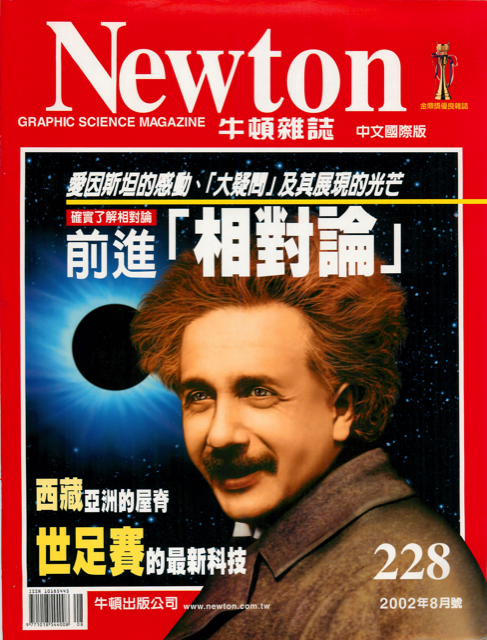 Newton
金鼎獎優良雜誌
GRAPHIC SCIENCE MAGAZINE 牛頓雜誌 中文國際版
愛因斯坦的感動、「大疑問」及其展現的光芒
確實了解相對論
前進「相對論」
西藏亞洲的屋脊
世足賽的最新科技
228
2002年8月號
ISSN 10165445
牛頓出版公司 www.newton.com.tw